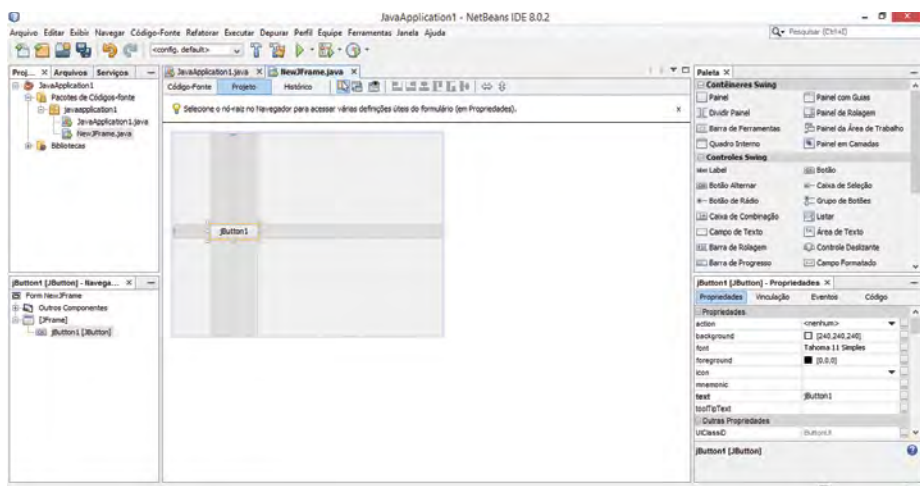 JavaApplication1 - NetBeans IDE 8.0.2
Arquivo Editar Exibir Navegar Código-Fonte Refatorar Executar Depurar Perfil Equipe Ferramentas Janela Ajuda
Pesquisar (Ctrl+I)
<config. default>
Proj... Arquivos Serviços
JavaApplication1
Pacotes de Códigos-fonte
javaapplication1
JavaApplication1.java
NewJFrame.java
Bibliotecas
JavaApplication1.java NewJFrame.java
Código-Fonte Projeto Histórico
Selecione o nó-raiz no Navegador para acessar várias definições úteis do formulário (em Propriedades).
jButton1
jButton1 [JButton] - Navega...
Form NewJFrame
Outros Componentes
[JFrame]
jButton1 [JButton]
Paleta
Contêineres Swing
Painel Painel com Guias
Dividir Painel Painel de Rolagem
Barra de Ferramentas Painel da Área de Trabalho
Quadro Interno Painel em Camadas
Controles Swing
Label Botão
Botão Alternar Caixa de Seleção
Botão de Rádio Grupo de Botões
Caixa de Combinação Listar
Campo de Texto Área de Texto
Barra de Rolagem Controle Deslizante
Barra de Progresso Campo Formatado
jButton1 [JButton] - Propriedades
Propriedades Vinculação Eventos Código
Propriedades
action <nenhum>
background [240,240,240]
font Tahoma 11 Simples
foreground [0,0,0]
icon
mnemonic
text jButton1
toolTipText
Outras Propriedades
UIClassID ButtonUI
jButton1 [JButton]